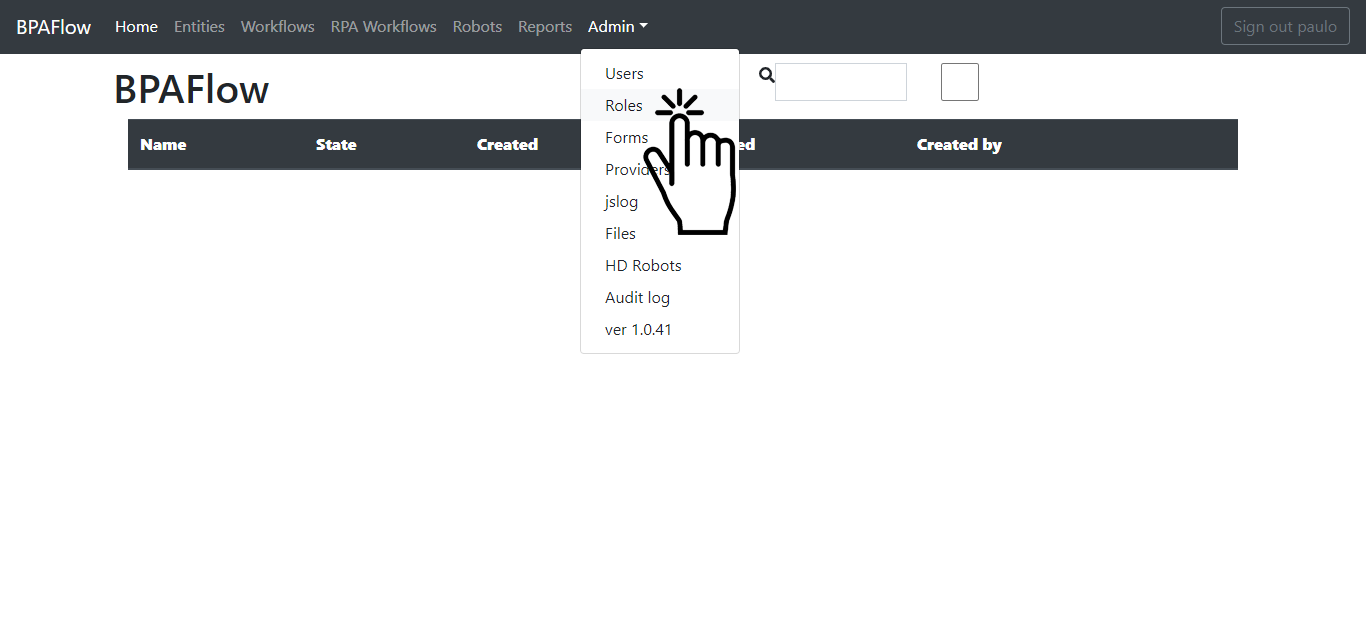 BPAFlow Home Entities Workflows RPA Workflows Robots Reports Admin Sign out paulo
BPAFlow
Users
Roles
Forms
Providers
jslog
Files
HD Robots
Audit log
ver 1.0.41
Name State Created ed Created by